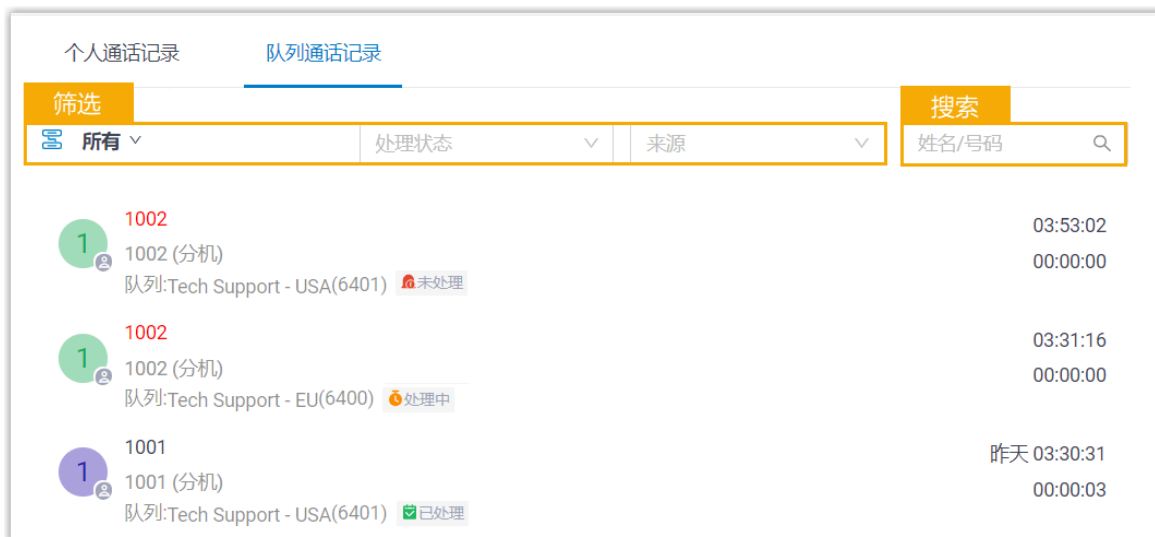 个人通话记录 队列通话记录
筛选 搜索
所有 处理状态 来源 姓名/号码
1 1002 03:53:02
1002 (分机) 00:00:00
队列:Tech Support - USA(6401) 未处理
1 1002 03:31:16
1002 (分机) 00:00:00
队列:Tech Support - EU(6400) 处理中
1 1001 昨天 03:30:31
1001 (分机) 00:00:03
队列:Tech Support - USA(6401) 已处理